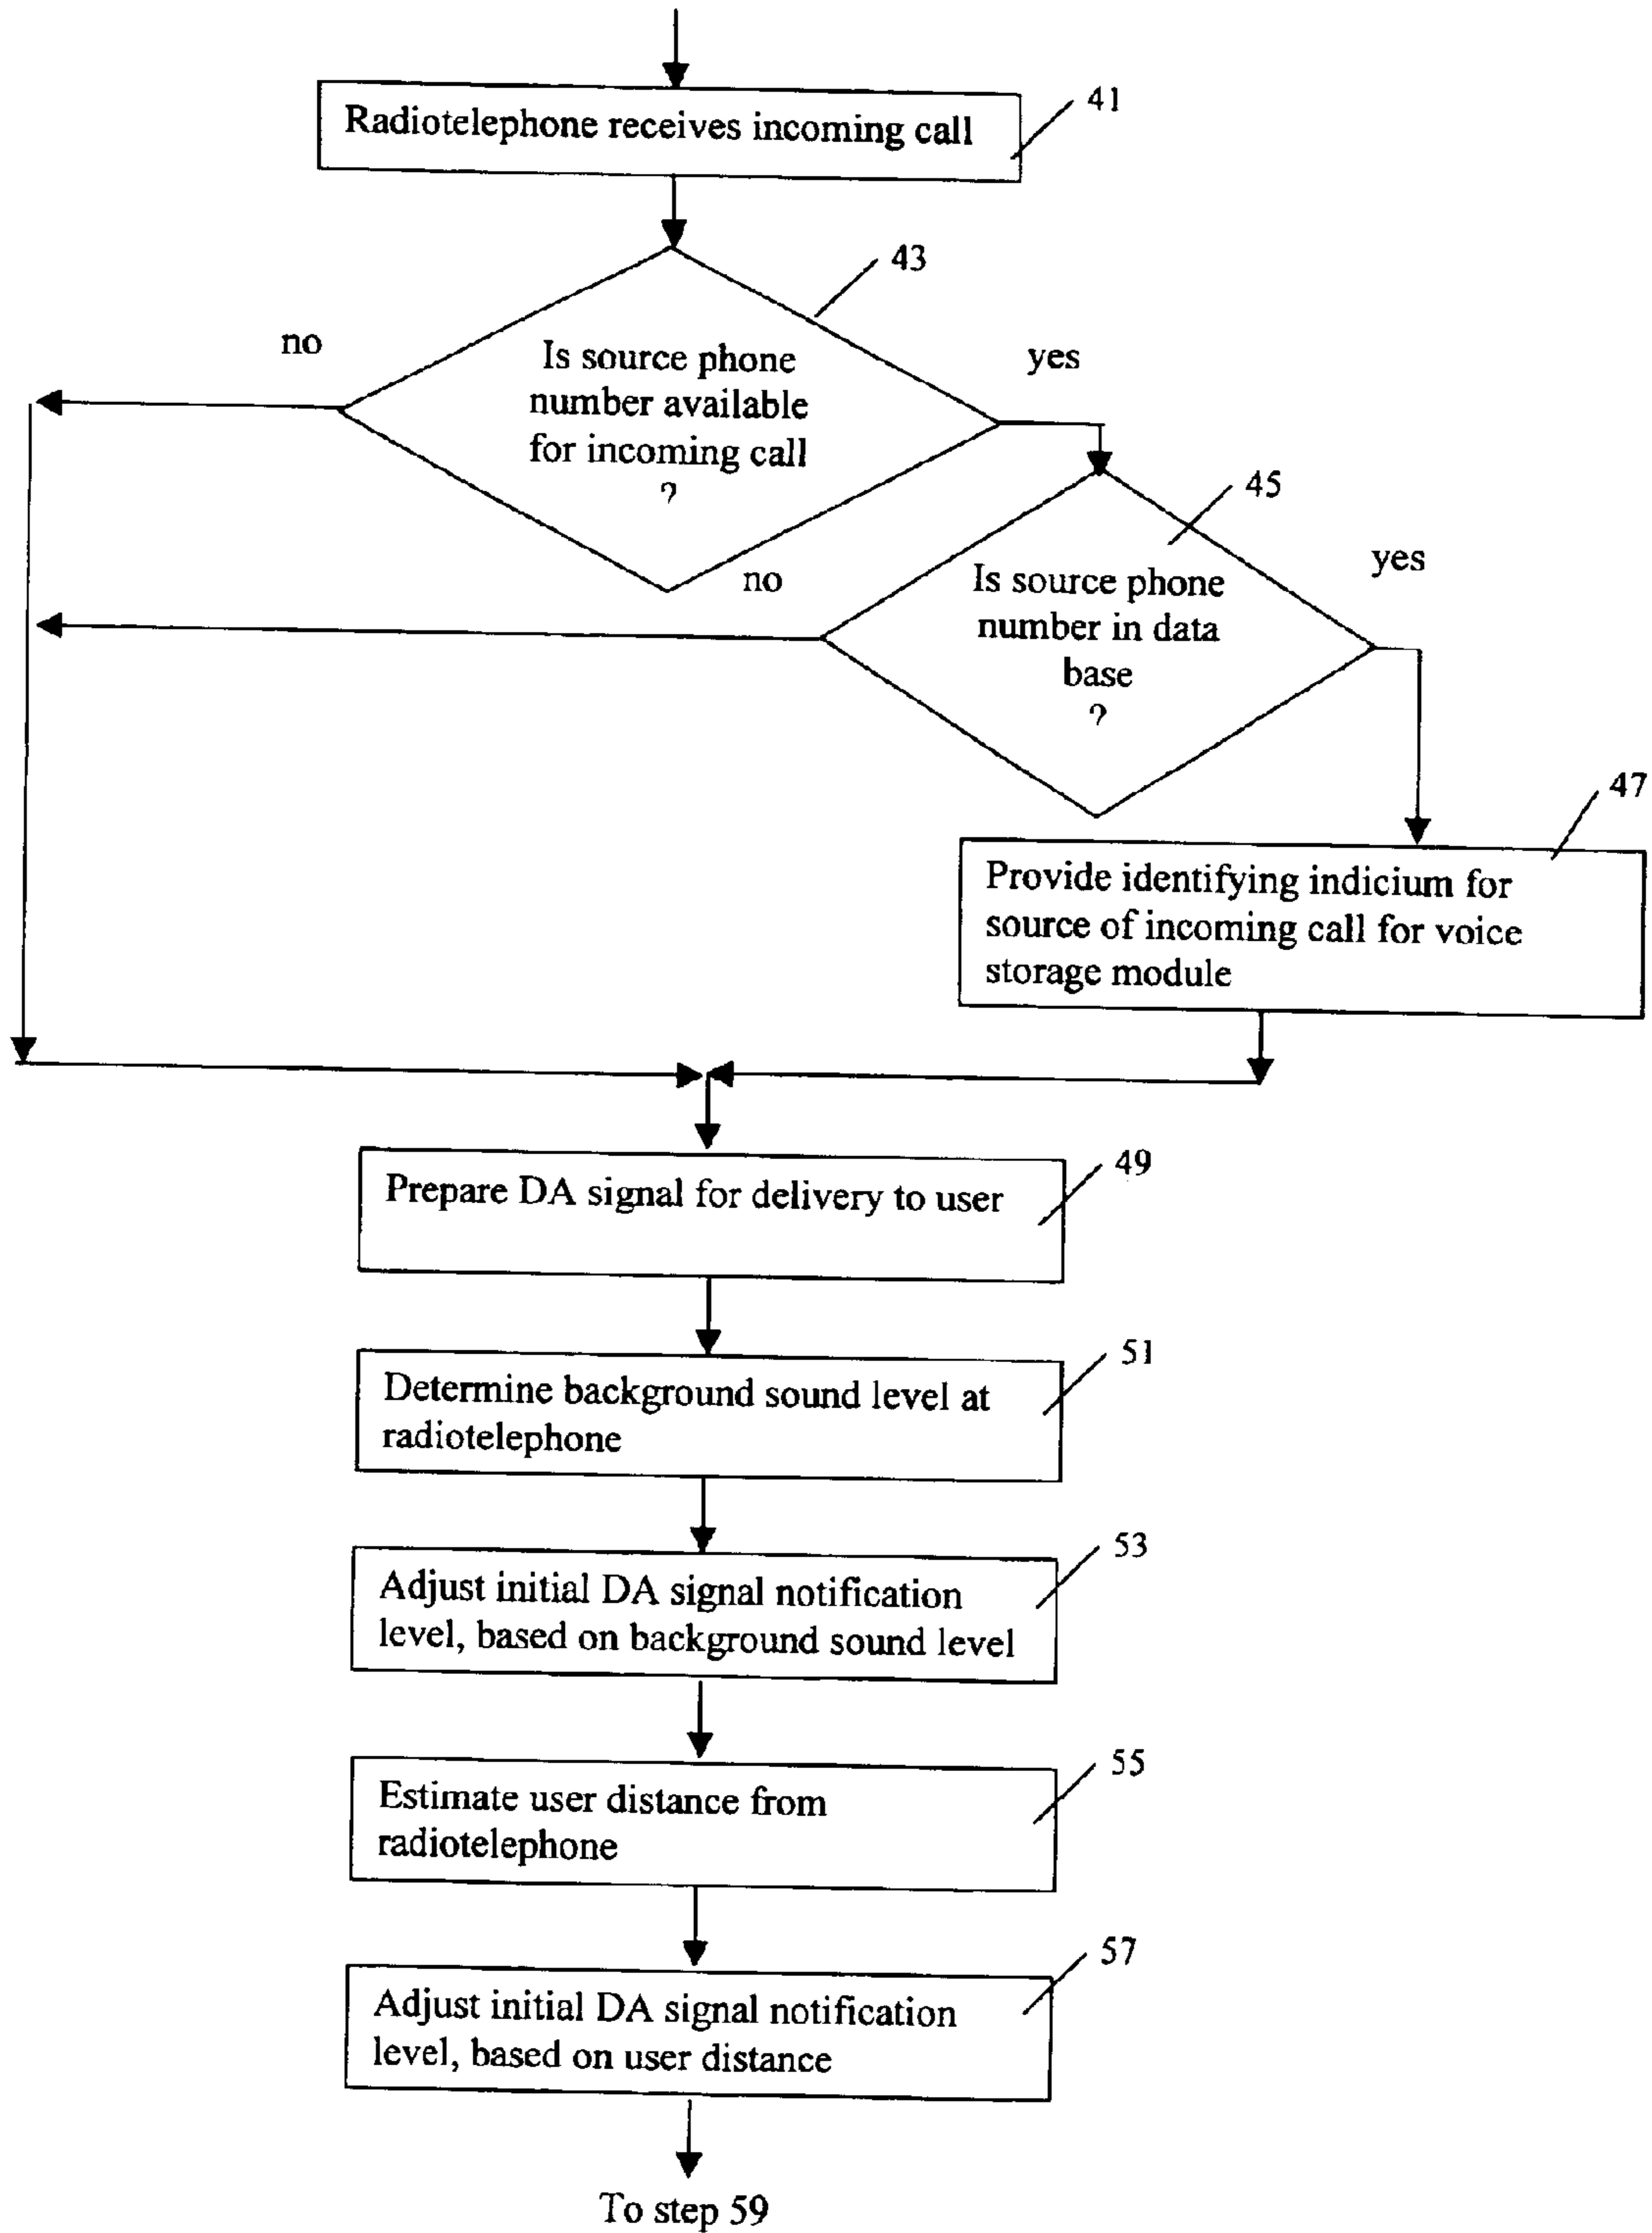 Radiotelephone receives incoming call
41
43
no
Is source phone
number available
for incoming call
?
yes
45
no
Is source phone
number in data
base
?
yes
47
Provide identifying indicium for
source of incoming call for voice
storage module
49
Prepare DA signal for delivery to user
51
Determine background sound level at
radiotelephone
53
Adjust initial DA signal notification
level, based on background sound level
55
Estimate user distance from
radiotelephone
57
Adjust initial DA signal notification
level, based on user distance
To step 59